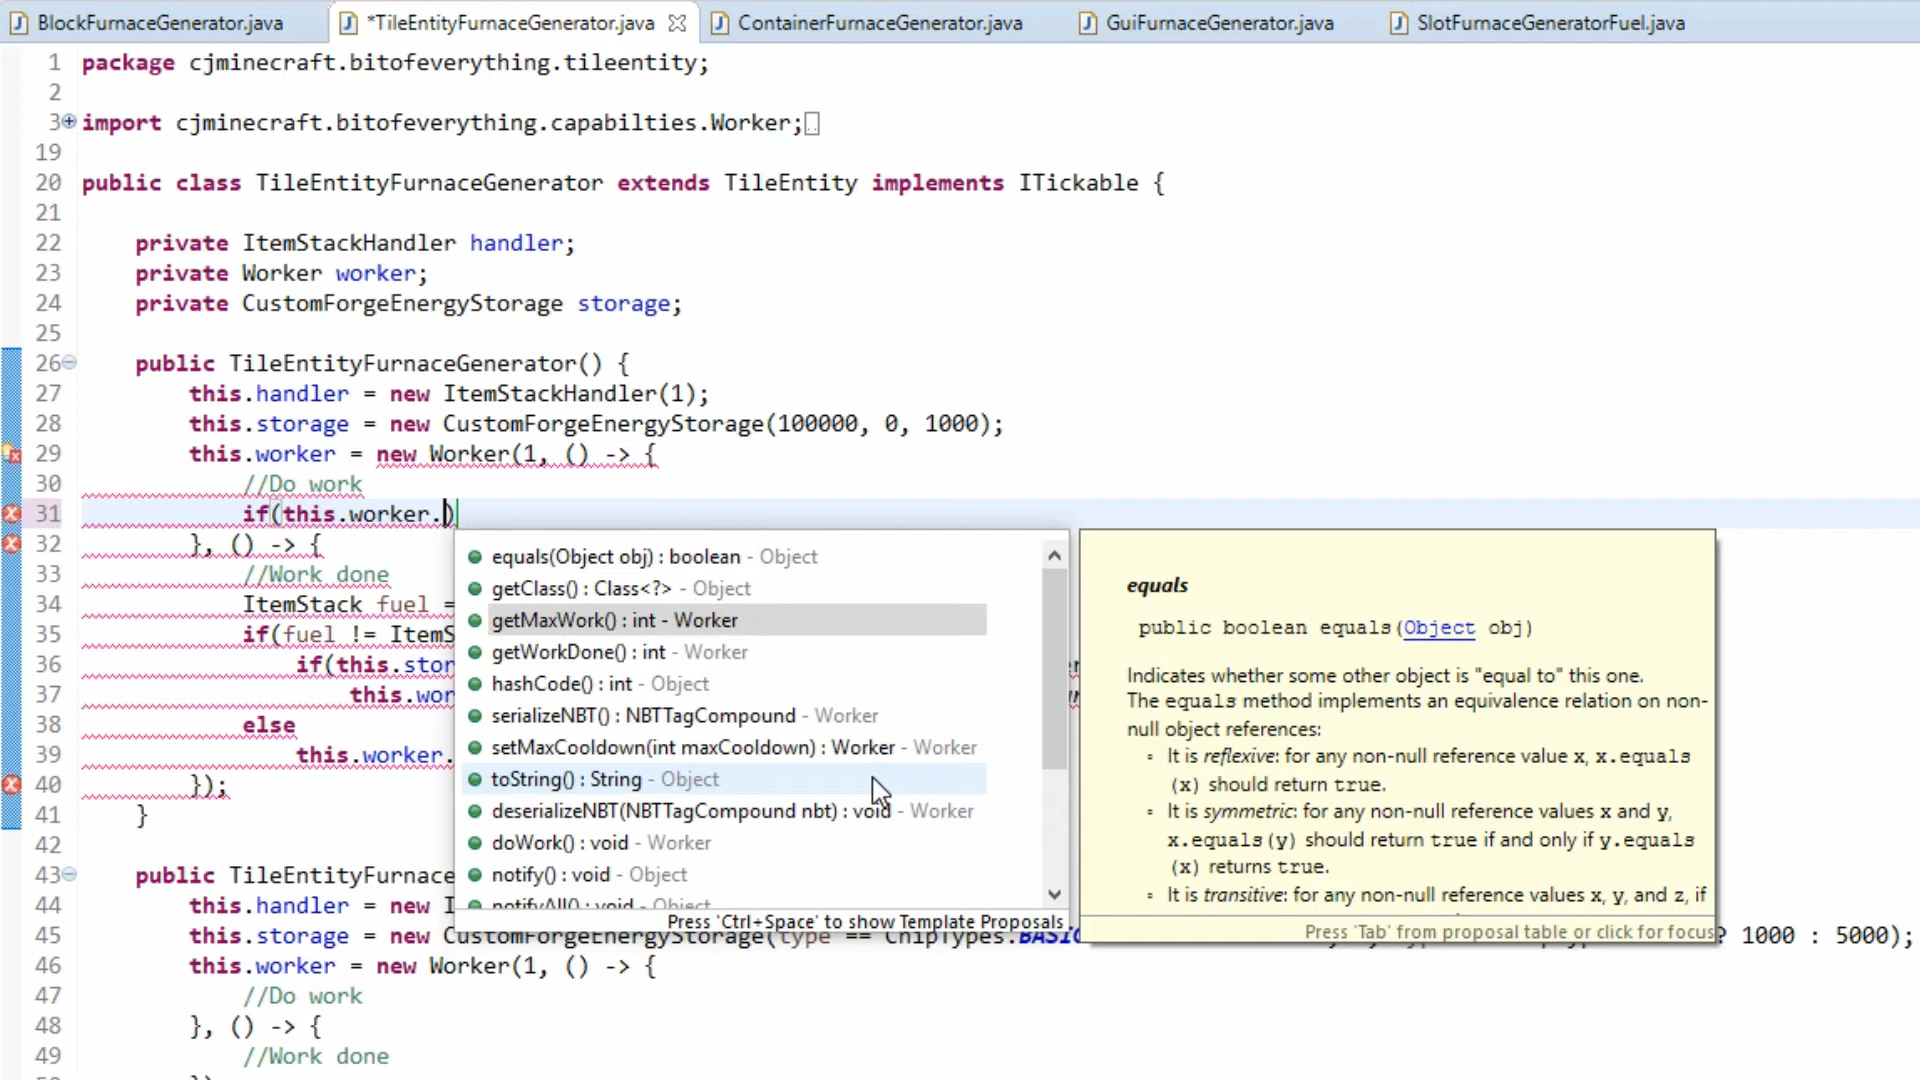 BlockFurnaceGenerator.java *TileEntityFurnaceGenerator.java ContainerFurnaceGenerator.java GuiFurnaceGenerator.java SlotFurnaceGeneratorFuel.java
1 package cjminecraft.bitofeverything.tileentity;
2
3 import cjminecraft.bitofeverything.capabilties.Worker;
19
20 public class TileEntityFurnaceGenerator extends TileEntity implements ITickable {
21
22 private ItemStackHandler handler;
23 private Worker worker;
24 private CustomForgeEnergyStorage storage;
25
26 public TileEntityFurnaceGenerator() {
27 this.handler = new ItemStackHandler(1);
28 this.storage = new CustomForgeEnergyStorage(100000, 0, 1000);
29 this.worker = new Worker(1, () -> {
30 //Do work
31 if(this.worker.)
32 }, () -> {
33 //Work done
34 ItemStack fuel =
35 if(fuel != ItemS
36 if(this.stor
37 this.wor
38 else
39 this.worker.
40 });
41 }
42
43 public TileEntityFurnace
44 this.handler = new I
45 this.storage = new CustomForgeEnergyStorage(type == ChipTypes.BASIC ? 1000 : 5000);
46 this.worker = new Worker(1, () -> {
47 //Do work
48 }, () -> {
49 //Work done
equals(Object obj) : boolean - Object
getClass() : Class<?> - Object
getMaxWork() : int - Worker
getWorkDone() : int - Worker
hashCode() : int - Object
serializeNBT() : NBTTagCompound - Worker
setMaxCooldown(int maxCooldown) : Worker - Worker
toString() : String - Object
deserializeNBT(NBTTagCompound nbt) : void - Worker
doWork() : void - Worker
notify() : void - Object
notifyAll() : void - Object
Press 'Ctrl+Space' to show Template Proposals
equals
public boolean equals(Object obj)
Indicates whether some other object is "equal to" this one.
The equals method implements an equivalence relation on non-
null object references:
It is reflexive: for any non-null reference value x, x.equals
(x) should return true.
It is symmetric: for any non-null reference values x and y,
x.equals(y) should return true if and only if y.equals
(x) returns true.
It is transitive: for any non-null reference values x, y, and z, if
Press 'Tab' from proposal table or click for focus